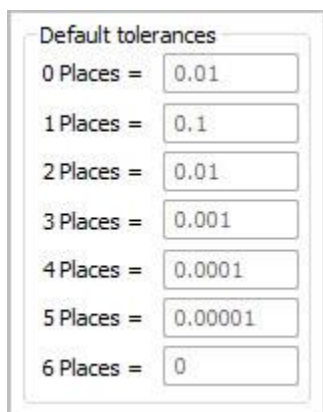 Default tolerances
0 Places = 0.01
1 Places = 0.1
2 Places = 0.01
3 Places = 0.001
4 Places = 0.0001
5 Places = 0.00001
6 Places = 0